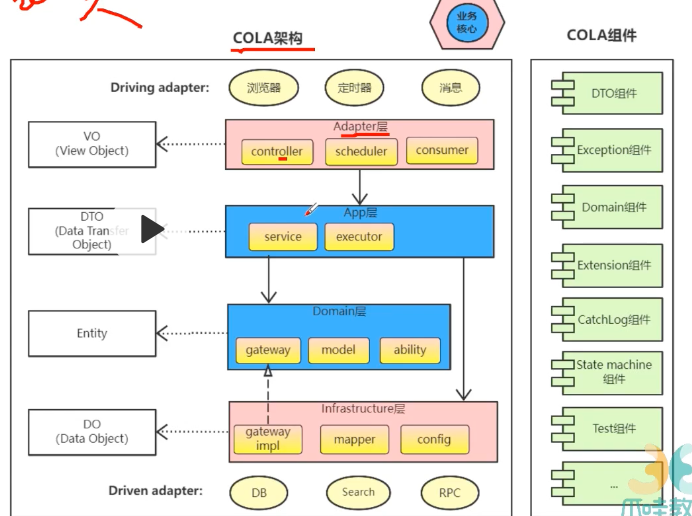 业务
核心
COLA架构
COLA组件
Driving adapter:
浏览器
定时器
消息
VO
(View Object)
Adapter层
controller
scheduler
consumer
DTO
(Data Transfer
Object)
App层
service
executor
Entity
Domain层
gateway
model
ability
DO
(Data Object)
Infrastructure层
gateway
impl
mapper
config
Driven adapter:
DB
Search
RPC
DTO组件
Exception组件
Domain组件
Extension组件
CatchLog组件
State machine
组件
Test组件
...